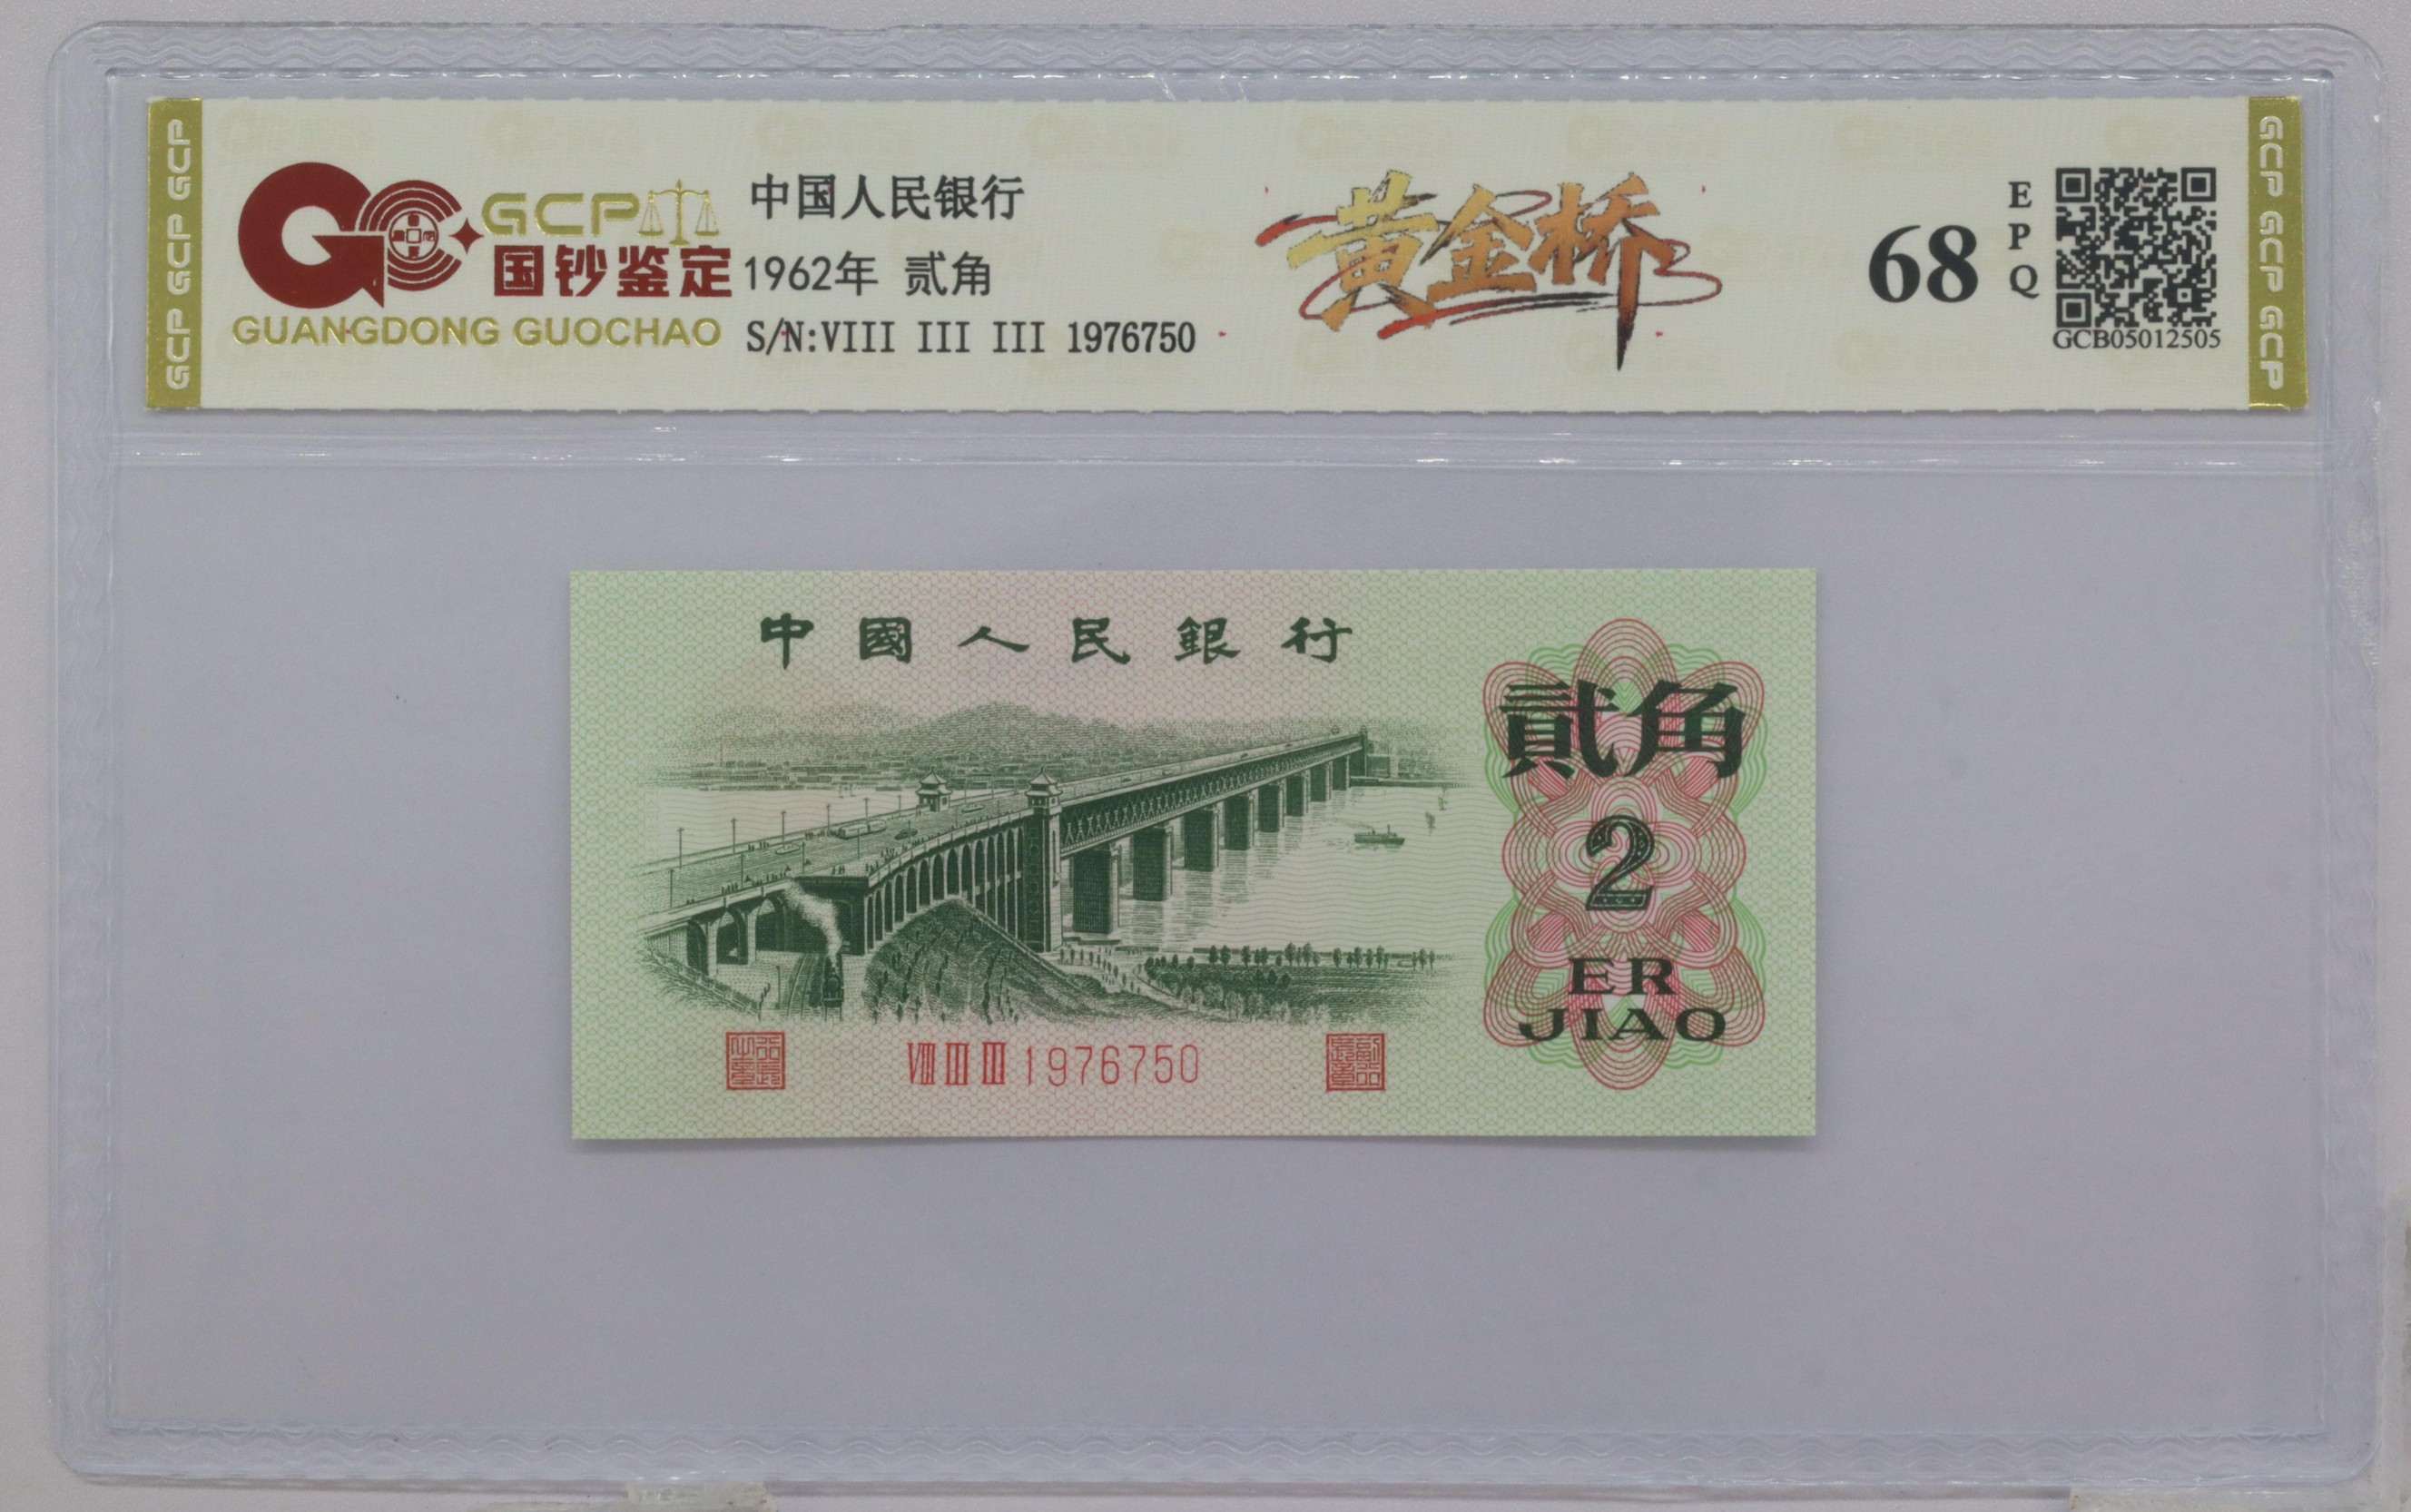 GCP GCP GCP
GCP
国钞鉴定
GUANGDONG GUOCHAO
中国人民银行
1962年 贰角
S/N:VIII III III 1976750
黄金桥
68
EPQ
GCB05012505
GCP GCP GCP
中國人民銀行
貳角
2
ER
JIAO
VIII III III 1976750